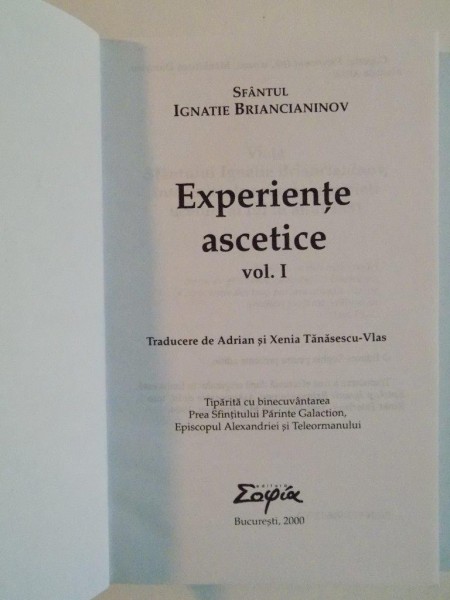 Sfântul
Ignatie Briancianinov
Experiențe
ascetice
vol. I
Traducere de Adrian și Xenia Tănăsescu-Vlas
Tipărită cu binecuvântarea
Prea Sfințitului Părinte Galaction,
Episcopul Alexandriei și Teleormanului
editura
Σοφία
București, 2000